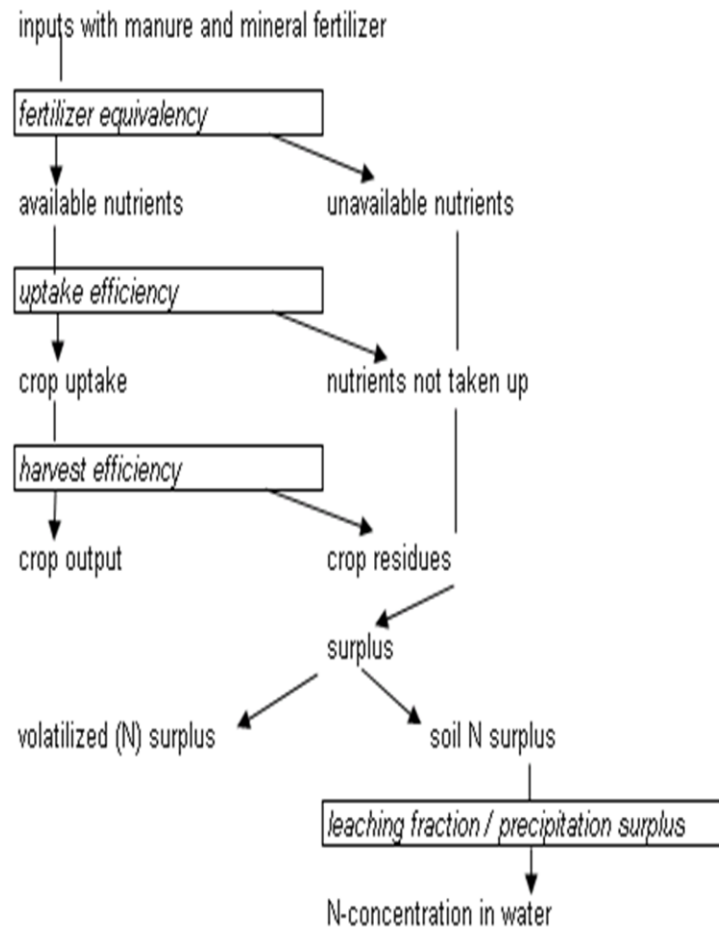 inputs with manure and mineral fertilizer
fertilizer equivalency
available nutrients
unavailable nutrients
uptake efficiency
crop uptake
nutrients not taken up
harvest efficiency
crop output
crop residues
surplus
volatilized (N) surplus
soil N surplus
leaching fraction / precipitation surplus
N-concentration in water